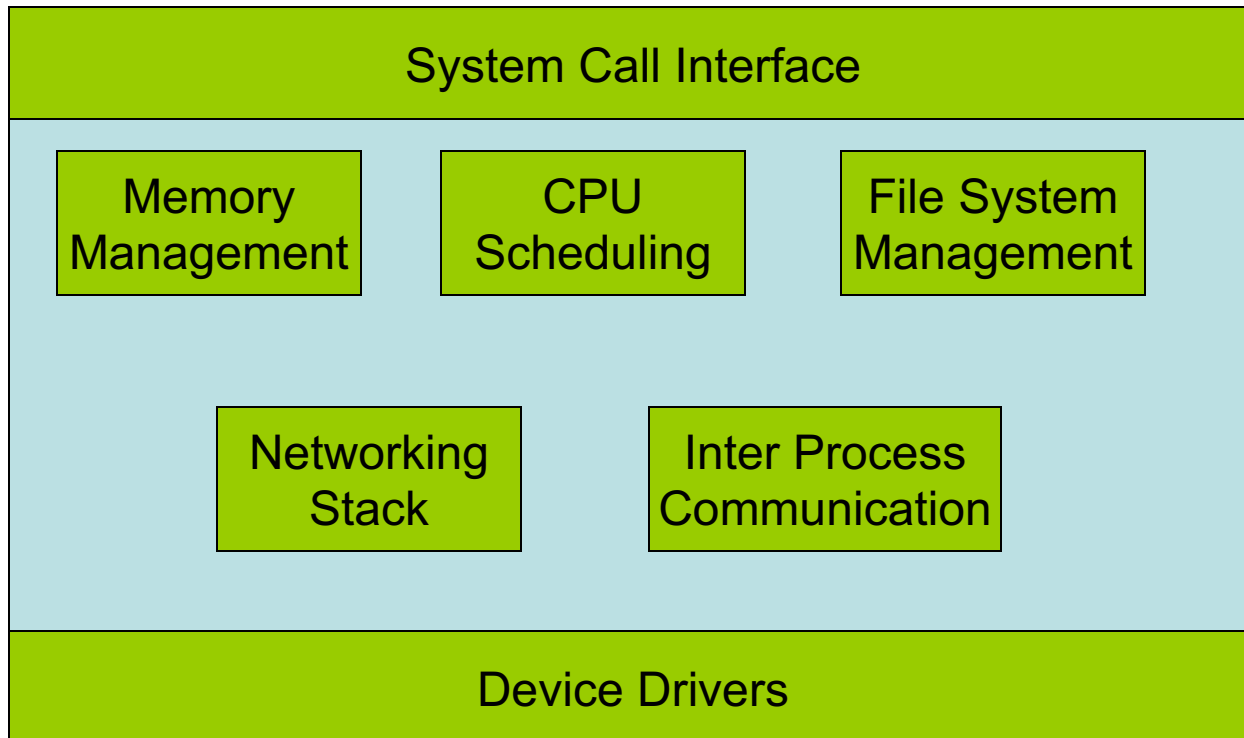 System Call Interface
Memory
Management
CPU
Scheduling
File System
Management
Networking
Stack
Inter Process
Communication
Device Drivers